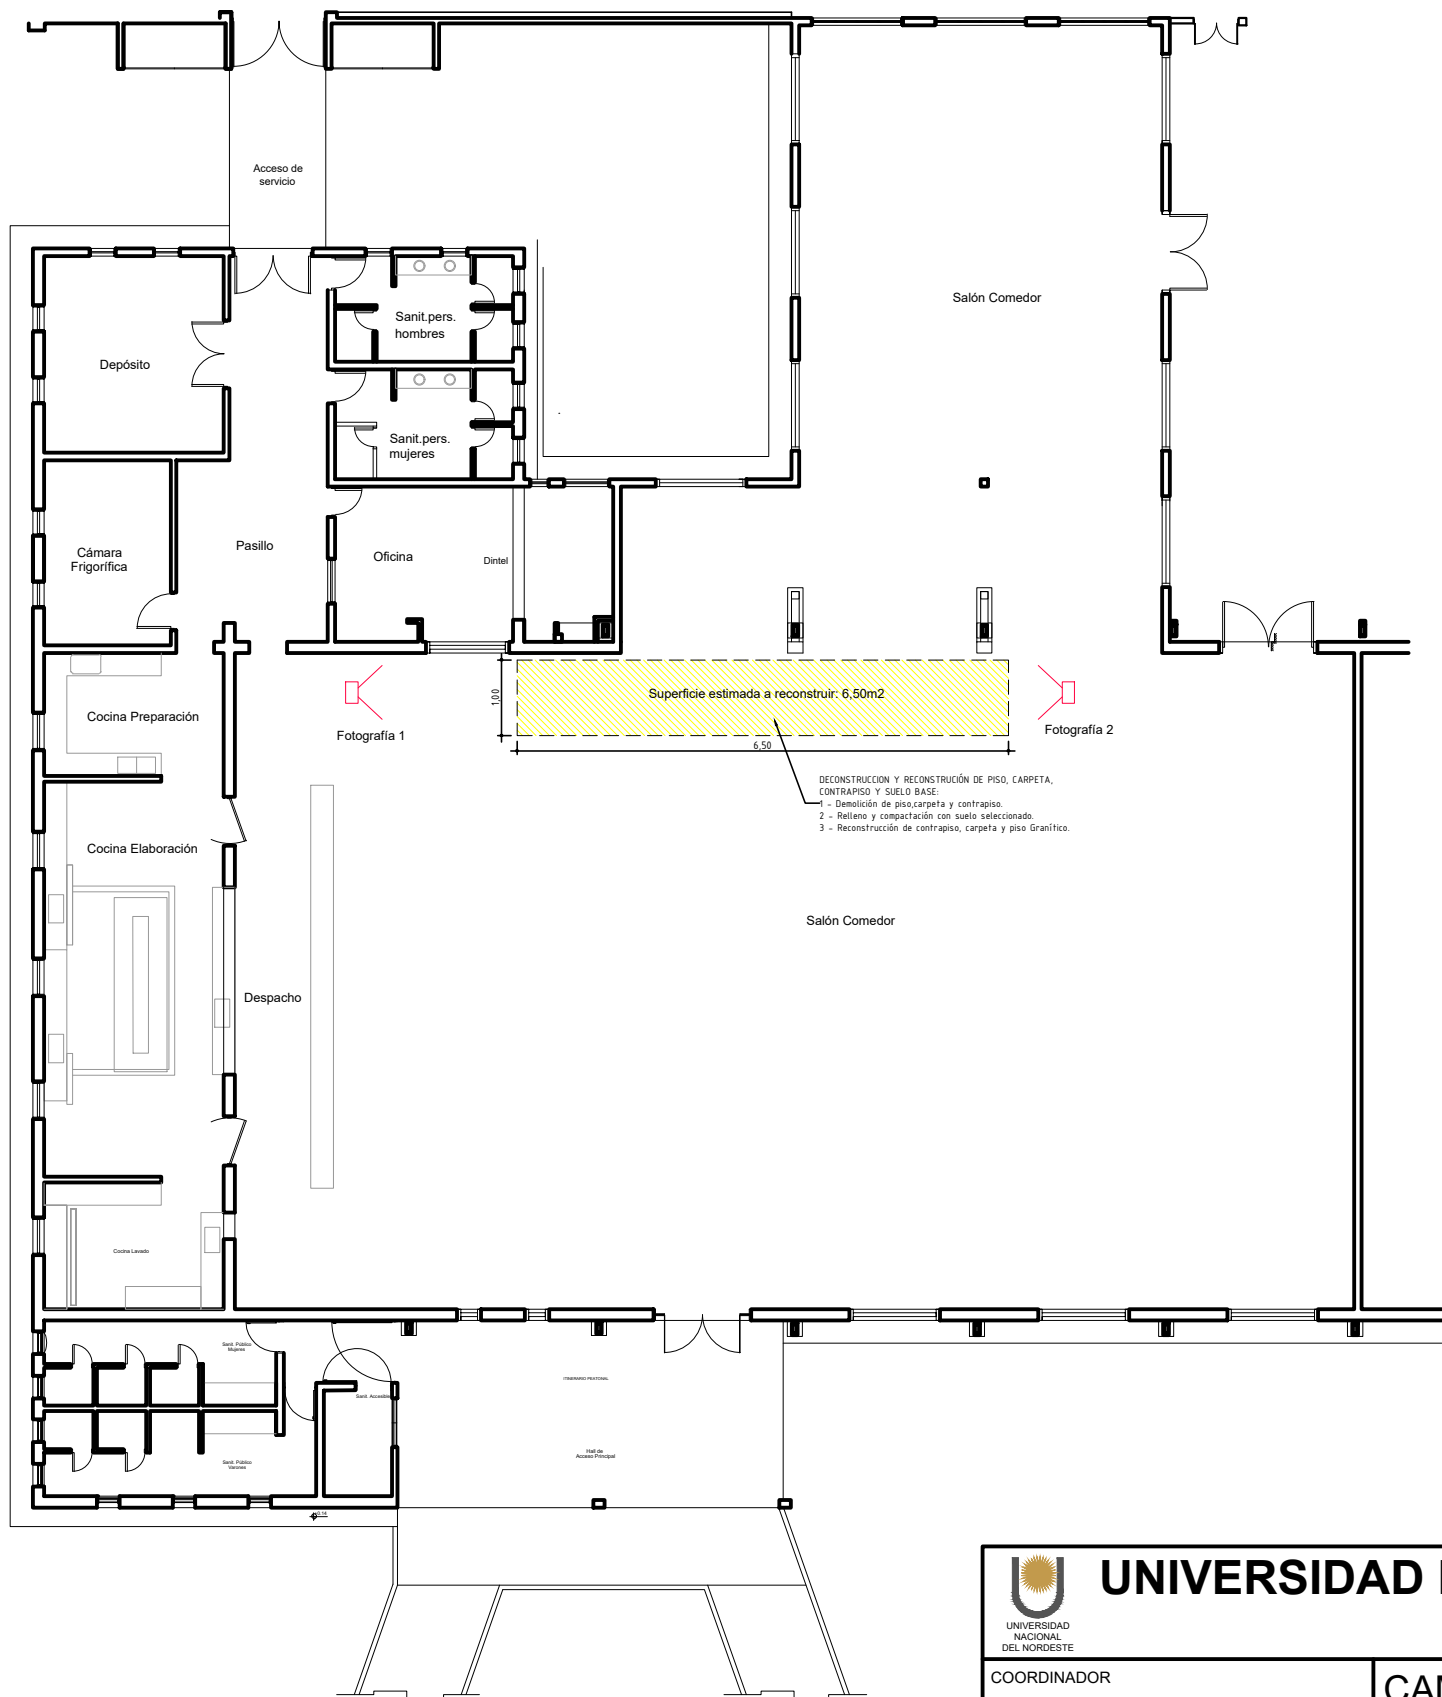 Acceso de
servicio
Salón Comedor
Sanit.pers.
hombres
Depósito
Sanit.pers.
mujeres
Cámara
Frigorífica
Pasillo
Oficina
Dintel
Cocina Preparación
1,00
Superficie estimada a reconstruir: 6,50m2
Fotografía 1
Fotografía 2
6,50
DECONSTRUCCION Y RECONSTRUCIÓN DE PISO, CARPETA,
CONTRAPISO Y SUELO BASE:
1 - Demolición de piso,carpeta y contrapiso.
2 - Relleno y compactación con suelo seleccionado.
3 - Reconstrucción de contrapiso, carpeta y piso Granítico.
Cocina Elaboración
Salón Comedor
Despacho
Cocina Lavado
Sanit. Público
Mujeres
ITINERARIO PEATONAL
Sanit. Accesible
Hall de
Acceso Principal
Sanit. Público
Varones
UNIVERSIDAD
UNIVERSIDAD
NACIONAL
DEL NORDESTE
COORDINADOR